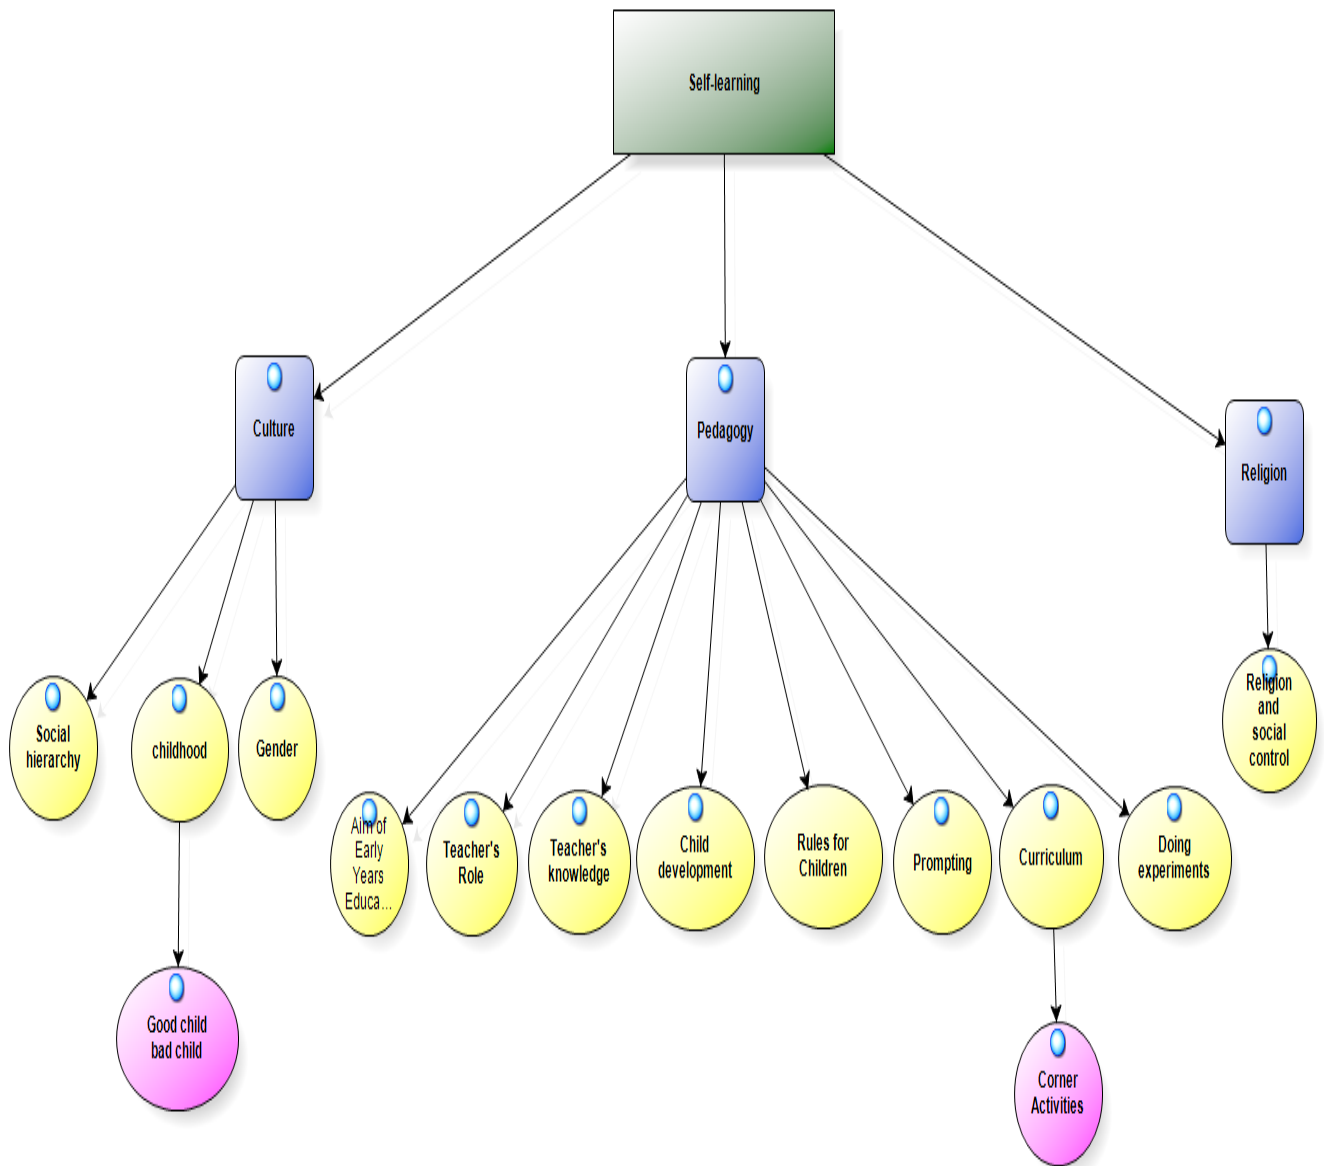 Self-learning
Culture
Pedagogy
Religion
Social
hierarchy
childhood
Gender
Religion
and
social
control
Aim of
Early
Years
Educa...
Teacher's
Role
Teacher's
knowledge
Child
development
Rules for
Children
Prompting
Curriculum
Doing
experiments
Good child
bad child
Corner
Activities